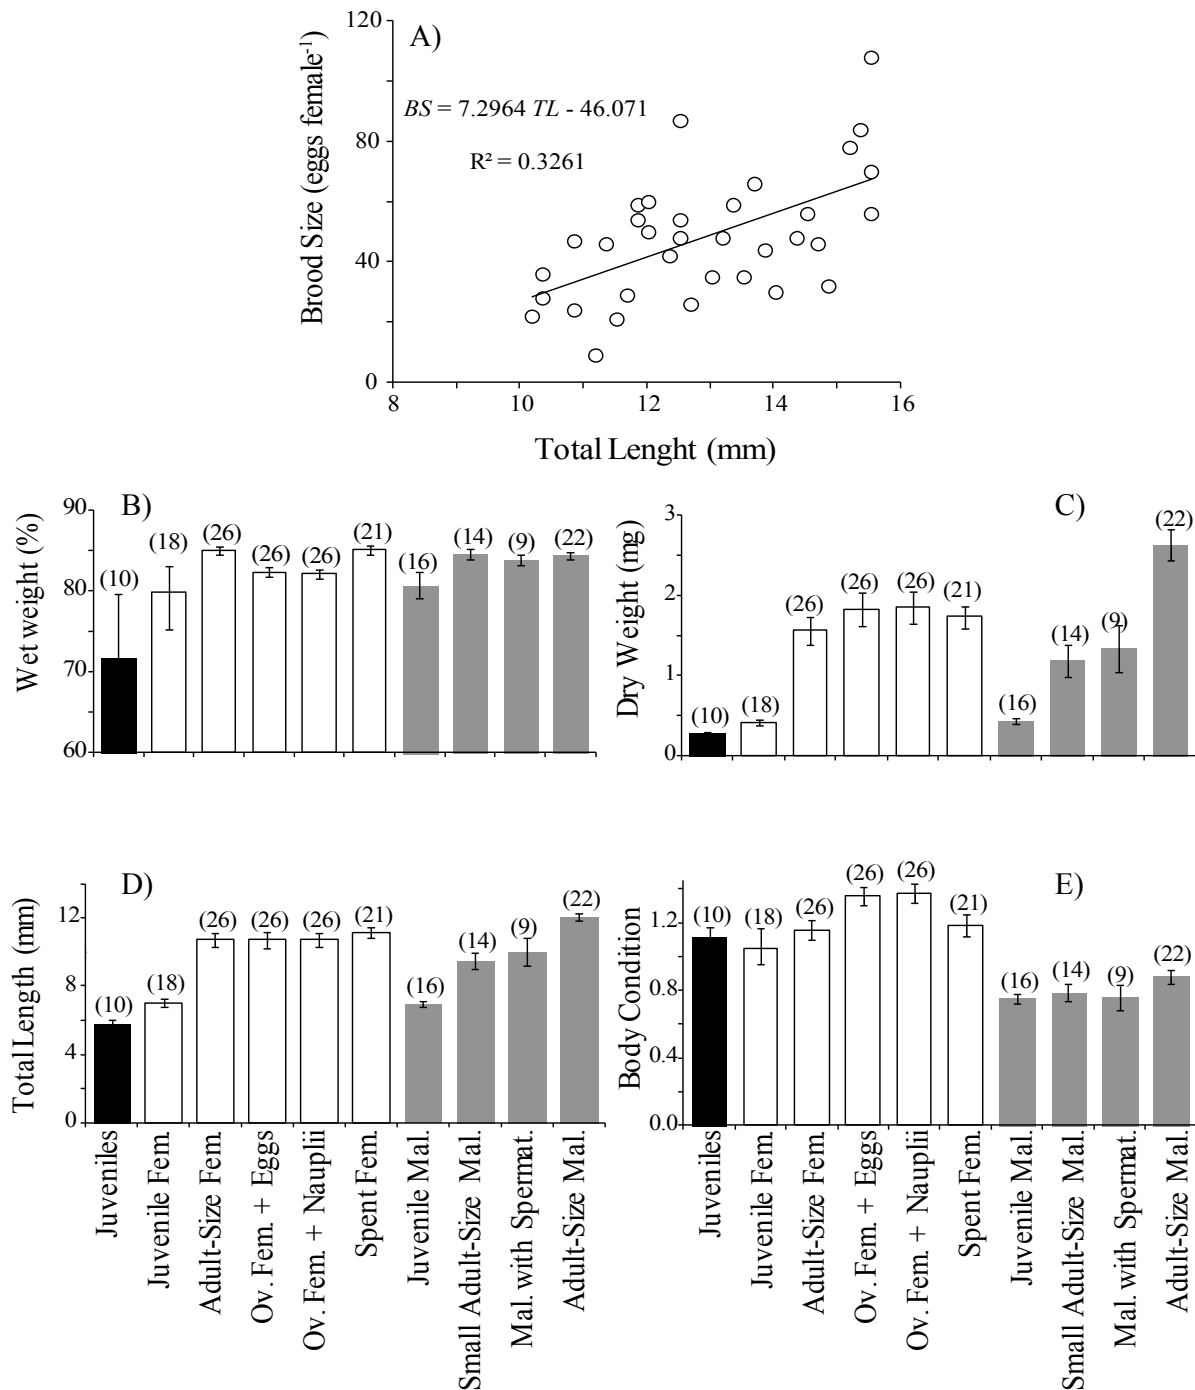 A)
120
80
40
0
Brood Size (eggs female⁻¹)
BS = 7.2964 TL - 46.071
R² = 0.3261
8 10 12 14 16
Total Lenght (mm)
B)
90
80
70
60
Wet weight (%)
(10) (18) (26) (26) (26) (21) (16) (14) (9) (22)
C)
3
2
1
0
Dry Weight (mg)
(10) (18) (26) (26) (26) (21) (16) (14) (9) (22)
D)
12
8
4
0
Total Length (mm)
(10) (18) (26) (26) (26) (21) (16) (14) (9) (22)
Juveniles
Juvenile Fem.
Adult-Size Fem.
Ov. Fem. + Eggs
Ov. Fem. + Nauplii
Spent Fem.
Juvenile Mal.
Small Adult-Size Mal.
Mal. with Spermat.
Adult-Size Mal.
E)
1.2
0.8
0.4
0.0
Body Condition
(10) (18) (26) (26) (26) (21) (16) (14) (9) (22)
Juveniles
Juvenile Fem.
Adult-Size Fem.
Ov. Fem. + Eggs
Ov. Fem. + Nauplii
Spent Fem.
Juvenile Mal.
Small Adult-Size Mal.
Mal. with Spermat.
Adult-Size Mal.